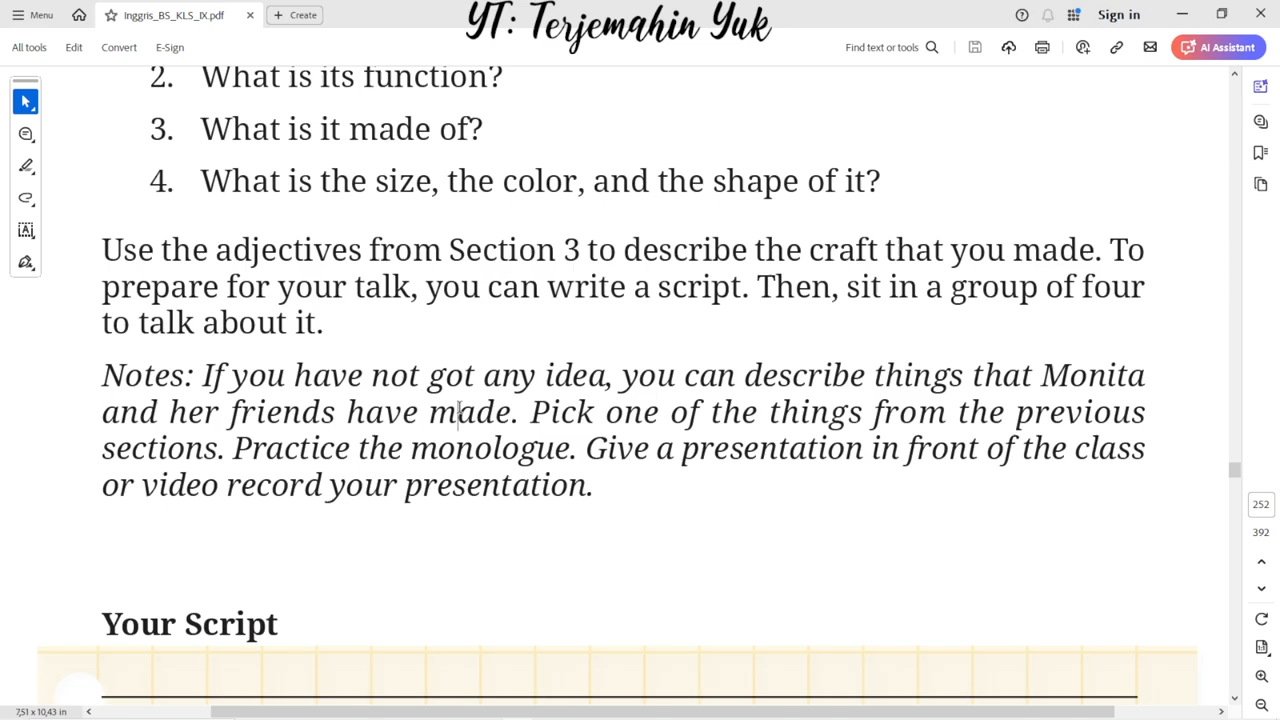 Menu
Inggris_BS_KLS_IX.pdf
Create
YT: Terjemahin Yuk
Sign in
All tools
Edit
Convert
E-Sign
Find text or tools
AI Assistant
2. What is its function?
3. What is it made of?
4. What is the size, the color, and the shape of it?
Use the adjectives from Section 3 to describe the craft that you made. To
prepare for your talk, you can write a script. Then, sit in a group of four
to talk about it.
Notes: If you have not got any idea, you can describe things that Monita
and her friends have made. Pick one of the things from the previous
sections. Practice the monologue. Give a presentation in front of the class
or video record your presentation.
Your Script
252
392
7,51 x 10,43 in